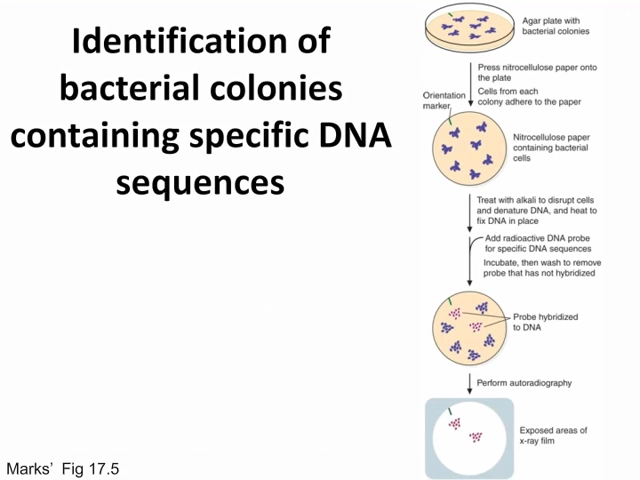 Identification of
bacterial colonies
containing specific DNA
sequences
Agar plate with
bacterial colonies
Press nitrocellulose paper onto
the plate
Cells from each
colony adhere to the paper
Orientation
marker
Nitrocellulose paper
containing bacterial
cells
Treat with alkali to disrupt cells
and denature DNA, and heat to
fix DNA in place
Add radioactive DNA probe
for specific DNA sequences
Incubate, then wash to remove
probe that has not hybridized
Probe hybridized
to DNA
Perform autoradiography
Exposed areas of
x-ray film
Marks’ Fig 17.5